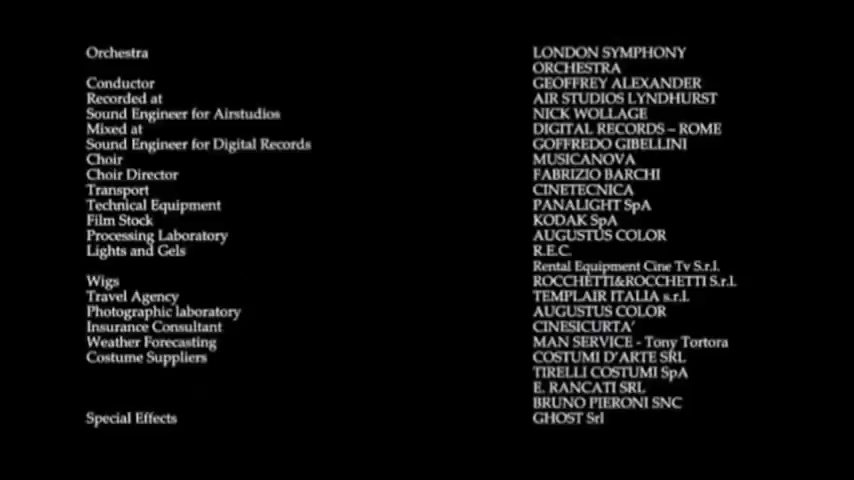 Orchestra LONDON SYMPHONY
ORCHESTRA
Conductor GEOFFREY ALEXANDER
Recorded at AIR STUDIOS LYNDHURST
Sound Engineer for Airstudios NICK WOLLAGE
Mixed at DIGITAL RECORDS – ROME
Sound Engineer for Digital Records GOFFREDO GIBELLINI
Choir MUSICANOVA
Choir Director FABRIZIO BARCHI
Transport CINETECNICA
Technical Equipment PANALIGHT SpA
Film Stock KODAK SpA
Processing Laboratory AUGUSTUS COLOR
Lights and Gels R.E.C.
Rental Equipment Cine Tv S.r.l.
Wigs ROCCHETTI&ROCCHETTI S.r.l.
Travel Agency TEMPLAIR ITALIA s.r.l.
Photographic laboratory AUGUSTUS COLOR
Insurance Consultant CINESICURTA'
Weather Forecasting MAN SERVICE - Tony Tortora
Costume Suppliers COSTUMI D'ARTE SRL
TIRELLI COSTUMI SpA
E. RANCATI SRL
BRUNO PIERONI SNC
Special Effects GHOST Srl